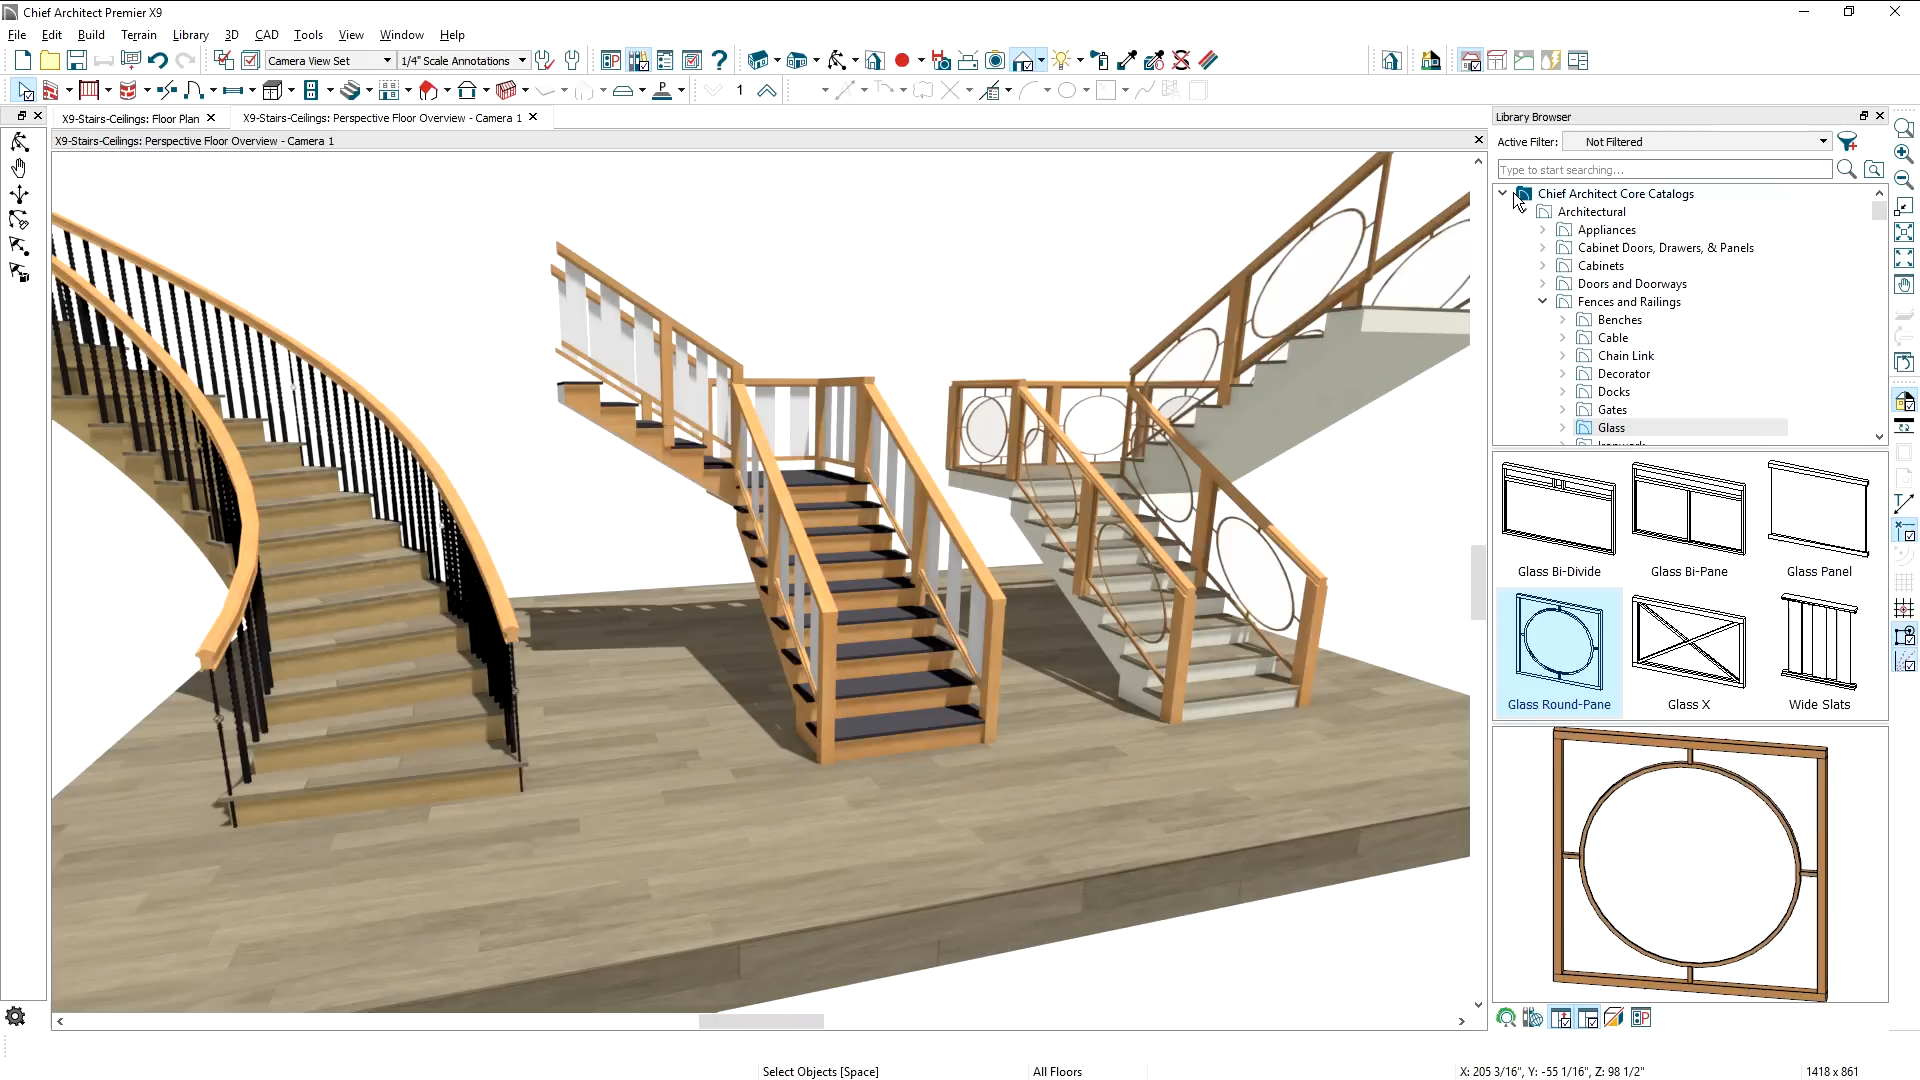 Chief Architect Premier X9
File Edit Build Terrain Library 3D CAD Tools View Window Help
Camera View Set 1/4" Scale Annotations
1
P
X9-Stairs-Ceilings: Floor Plan X9-Stairs-Ceilings: Perspective Floor Overview - Camera 1
X9-Stairs-Ceilings: Perspective Floor Overview - Camera 1
Library Browser
Active Filter: Not Filtered
Type to start searching...
Chief Architect Core Catalogs
Architectural
Appliances
Cabinet Doors, Drawers, & Panels
Cabinets
Doors and Doorways
Fences and Railings
Benches
Cable
Chain Link
Decorator
Docks
Gates
Glass
Ironwork
Glass Bi-Divide Glass Bi-Pane Glass Panel
Glass Round-Pane Glass X Wide Slats
Select Objects [Space] All Floors X: 205 3/16", Y: -55 1/16", Z: 98 1/2" 1418 x 861